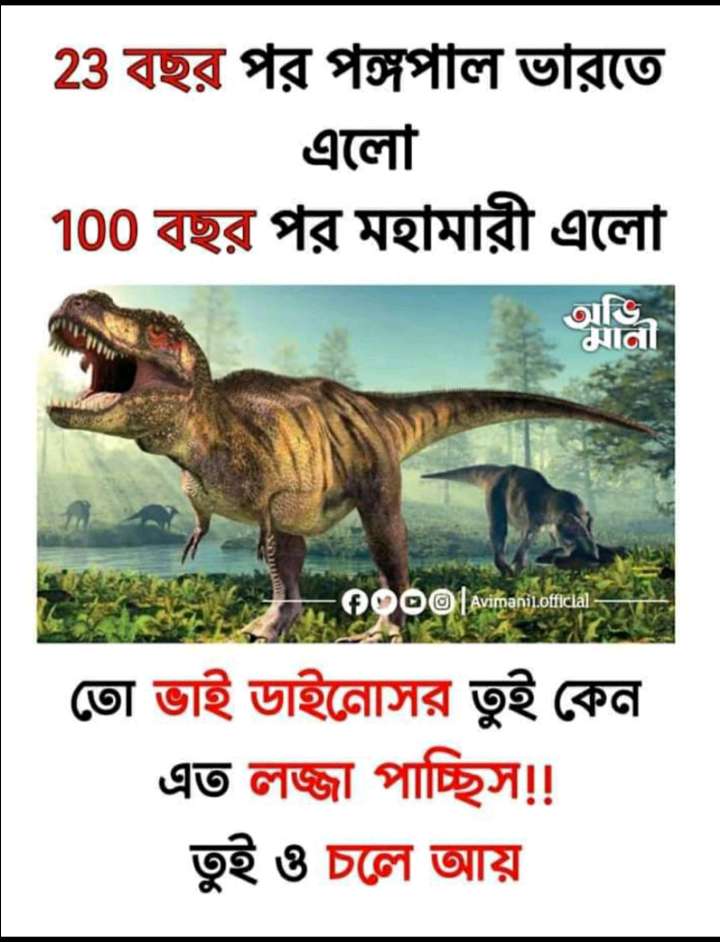 23 বছর পর পঙ্গপাল ভারতে
এলো
100 বছর পর মহামারী এলো
অভি
মানী
Avimani1.official
তো ভাই ডাইনোসর তুই কেন
এত লজ্জা পাচ্ছিস!!
তুই ও চলে আয়